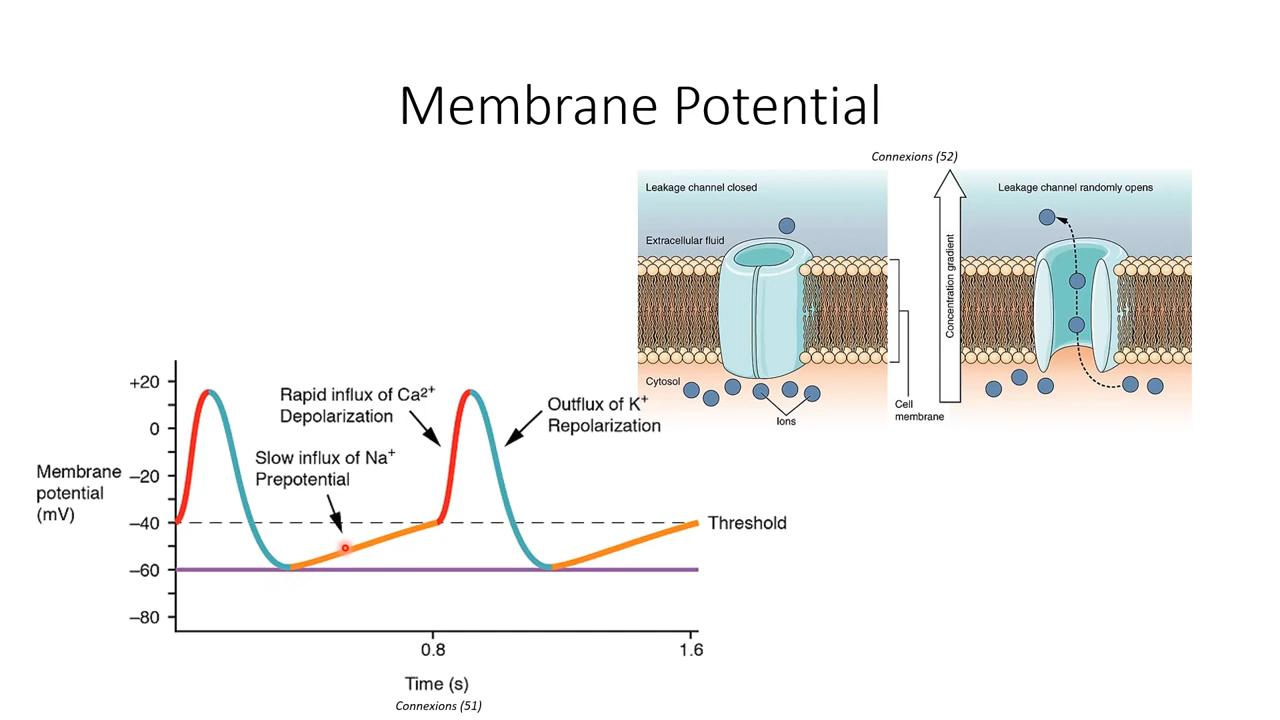 Membrane Potential
Connexions (52)
Leakage channel closed
Extracellular fluid
Cytosol
Ions
Cell
membrane
Concentration gradient
Leakage channel randomly opens
Membrane
potential
(mV)
+20
0
–20
–40
–60
–80
Rapid influx of Ca²⁺
Depolarization
Outflux of K⁺
Repolarization
Slow influx of Na⁺
Prepotential
Threshold
0.8
1.6
Time (s)
Connexions (51)